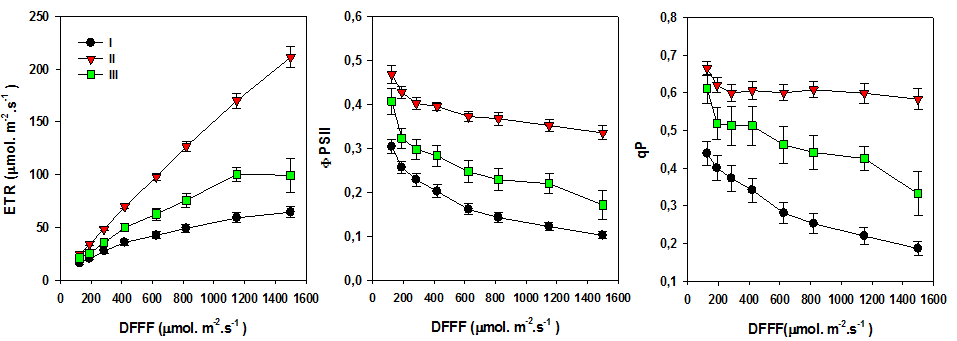 250
200
150
100
50
0
ETR (μmol. m⁻².s⁻¹ )
I
II
III
0 200 400 600 800 1000 1200 1400 1600
DFFF (μmol. m⁻².s⁻¹ )
0,6
0,5
0,4
0,3
0,2
0,1
0,0
Φ PSII
0 200 400 600 800 1000 1200 1400 1600
DFFF (μmol. m⁻².s⁻¹ )
0,8
0,7
0,6
0,5
0,4
0,3
0,2
0,1
qP
0 200 400 600 800 1000 1200 1400 1600
DFFF(μmol. m⁻².s⁻¹ )